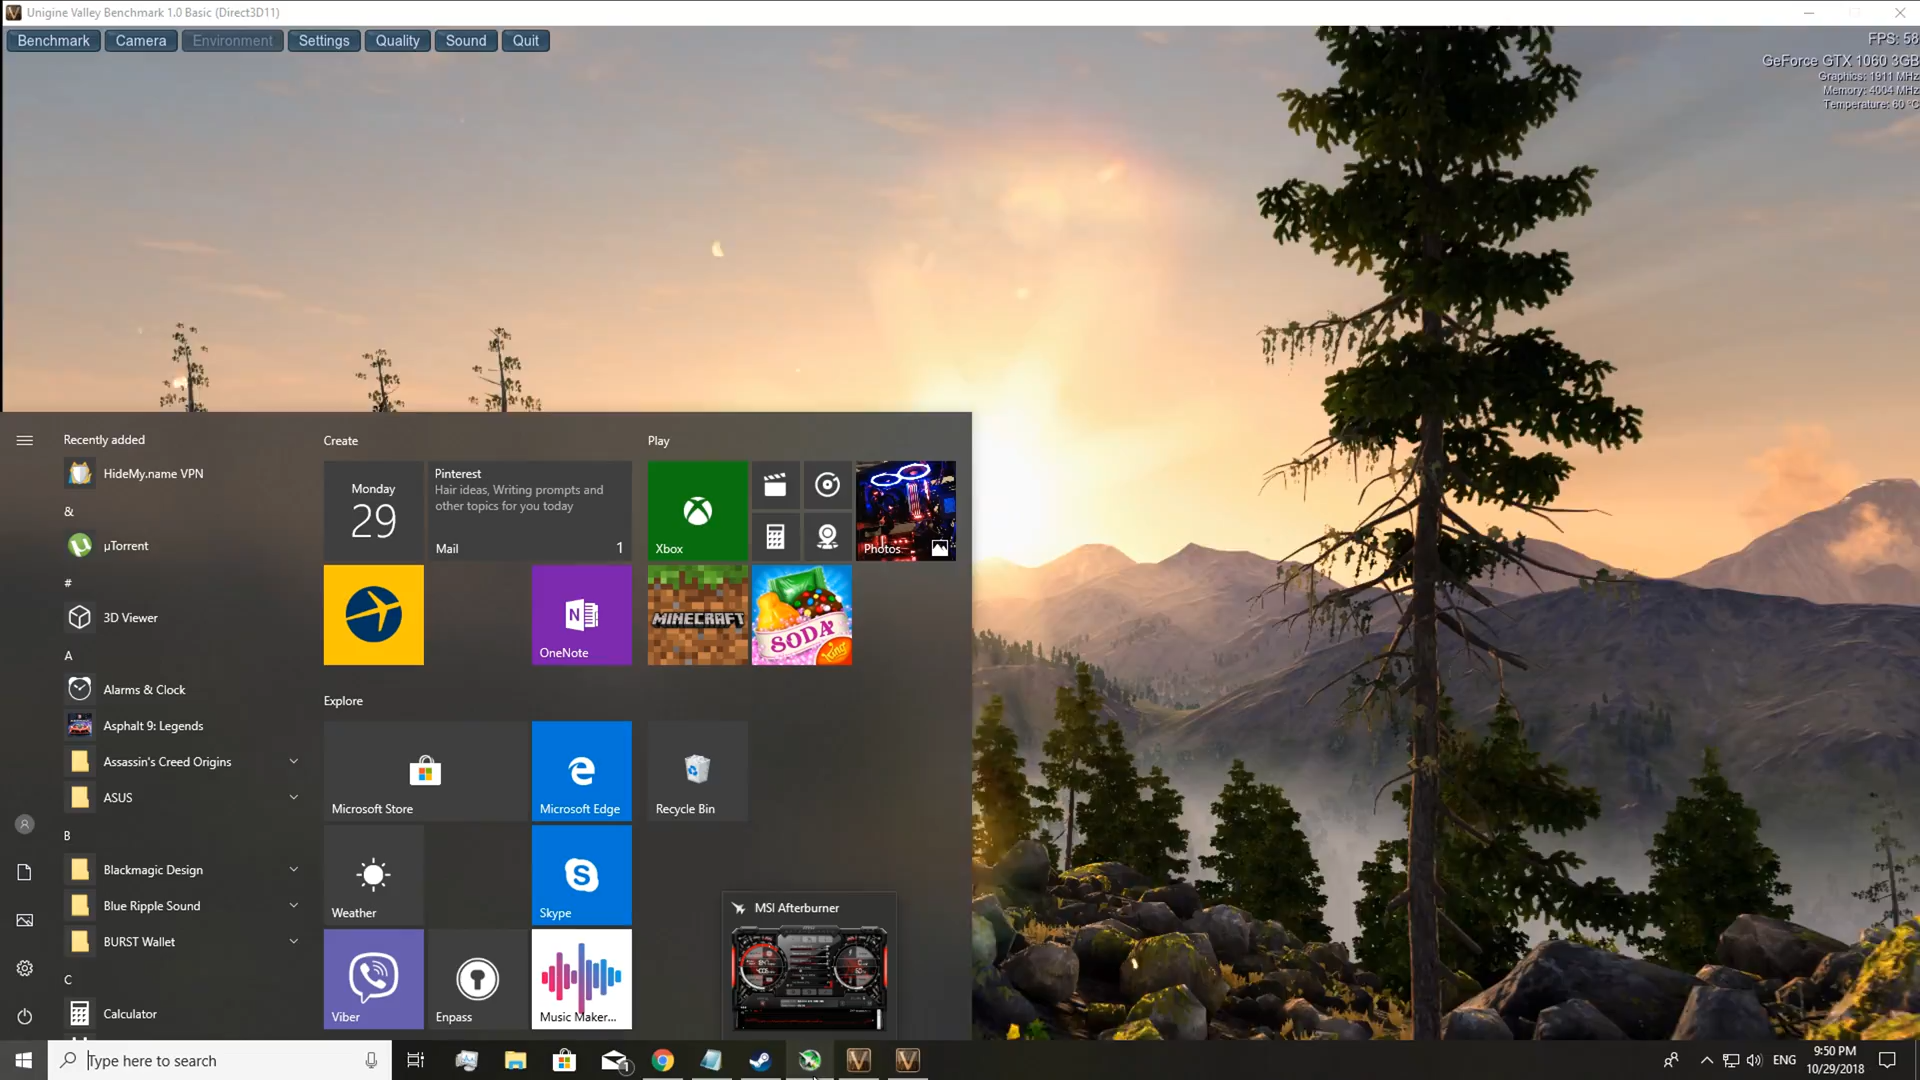 Unigine Valley Benchmark 1.0 Basic (Direct3D11)
Benchmark Camera Environment Settings Quality Sound Quit
FPS: 58
GeForce GTX 1060 3GB
Graphics: 1911 MHz
Memory: 4004 MHz
Temperature: 60 °C
Recently added
HideMy.name VPN
&
µTorrent
#
3D Viewer
A
Alarms & Clock
Asphalt 9: Legends
Assassin's Creed Origins
ASUS
B
Blackmagic Design
Blue Ripple Sound
BURST Wallet
C
Calculator
Create
Monday
29
Pinterest
Hair ideas, Writing prompts and
other topics for you today
Mail 1
N
OneNote
Play
Xbox
Photos
MINECRAFT
SODA
King
Explore
Microsoft Store
Microsoft Edge
Recycle Bin
Weather
Skype
Viber
Enpass
Music Maker...
MSI Afterburner
Type here to search
1
ENG
9:50 PM
10/29/2018